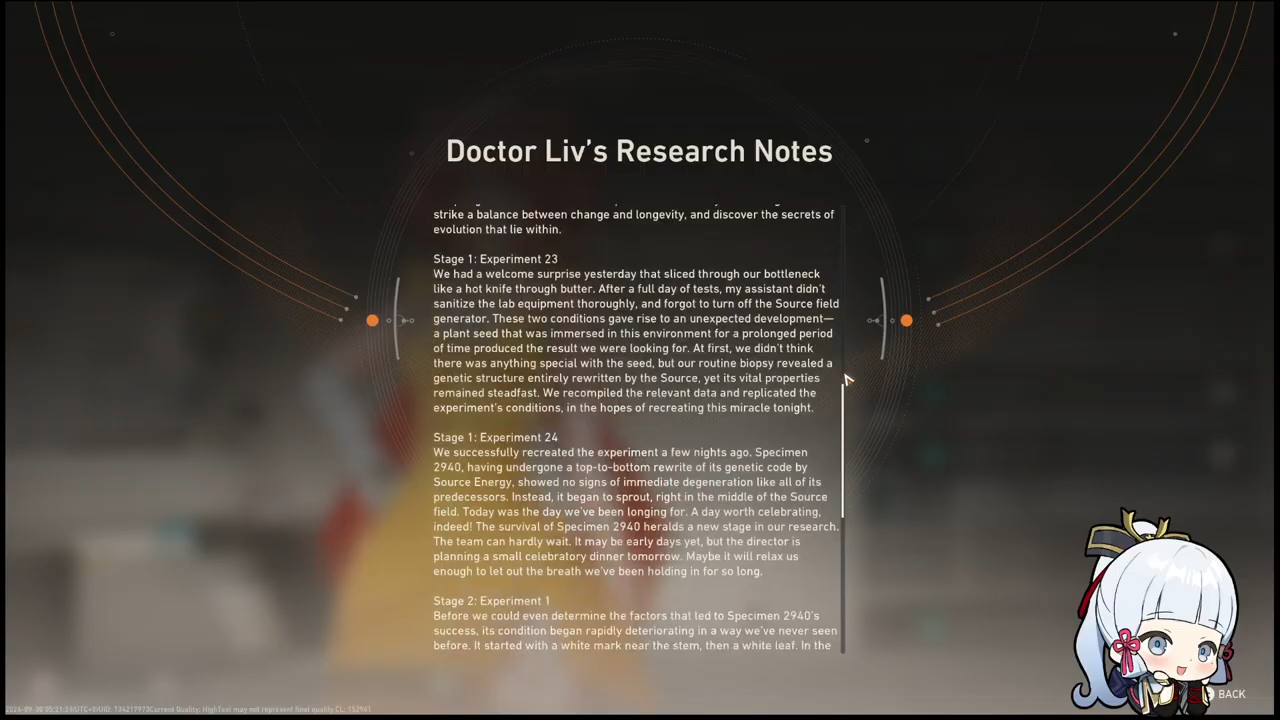 Doctor Liv's Research Notes
strike a balance between change and longevity, and discover the secrets of
evolution that lie within.
Stage 1: Experiment 23
We had a welcome surprise yesterday that sliced through our bottleneck
like a hot knife through butter. After a full day of tests, my assistant didn't
sanitize the lab equipment thoroughly, and forgot to turn off the Source field
generator. These two conditions gave rise to an unexpected development—
a plant seed that was immersed in this environment for a prolonged period
of time produced the result we were looking for. At first, we didn't think
there was anything special with the seed, but our routine biopsy revealed a
genetic structure entirely rewritten by the Source, yet its vital properties
remained steadfast. We recompiled the relevant data and replicated the
experiment's conditions, in the hopes of recreating this miracle tonight.
Stage 1: Experiment 24
We successfully recreated the experiment a few nights ago. Specimen
2940, having undergone a top-to-bottom rewrite of its genetic code by
Source Energy, showed no signs of immediate degeneration like all of its
predecessors. Instead, it began to sprout, right in the middle of the Source
field. Today was the day we've been longing for. A day worth celebrating,
indeed! The survival of Specimen 2940 heralds a new stage in our research.
The team can hardly wait. It may be early days yet, but the director is
planning a small celebratory dinner tomorrow. Maybe it will relax us
enough to let out the breath we've been holding in for so long.
Stage 2: Experiment 1
Before we could even determine the factors that led to Specimen 2940's
success, its condition began rapidly deteriorating in a way we've never seen
before. It started with a white mark near the stem, then a white leaf. In the
BACK